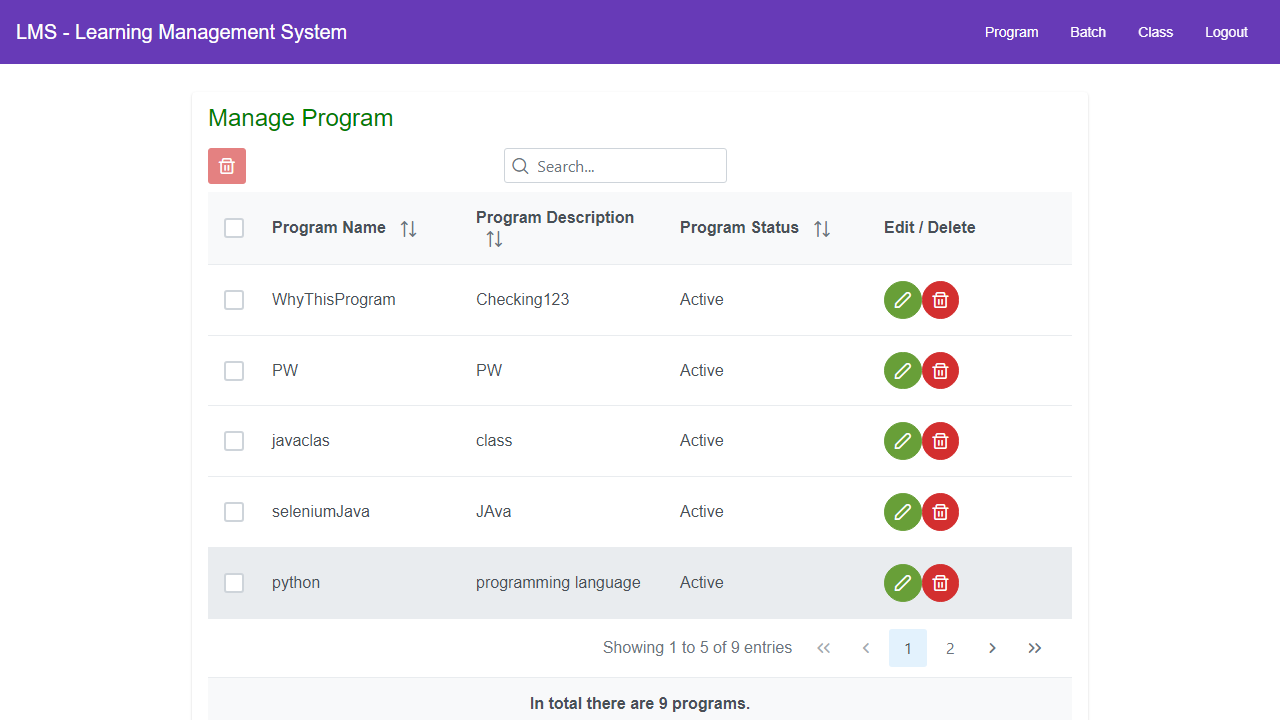 LMS - Learning Management System
Program Batch Class Logout
Manage Program
Search...
Program Name Program Description Program Status Edit / Delete
WhyThisProgram Checking123 Active
PW PW Active
javaclas class Active
seleniumJava JAva Active
python programming language Active
Showing 1 to 5 of 9 entries 1 2
In total there are 9 programs.